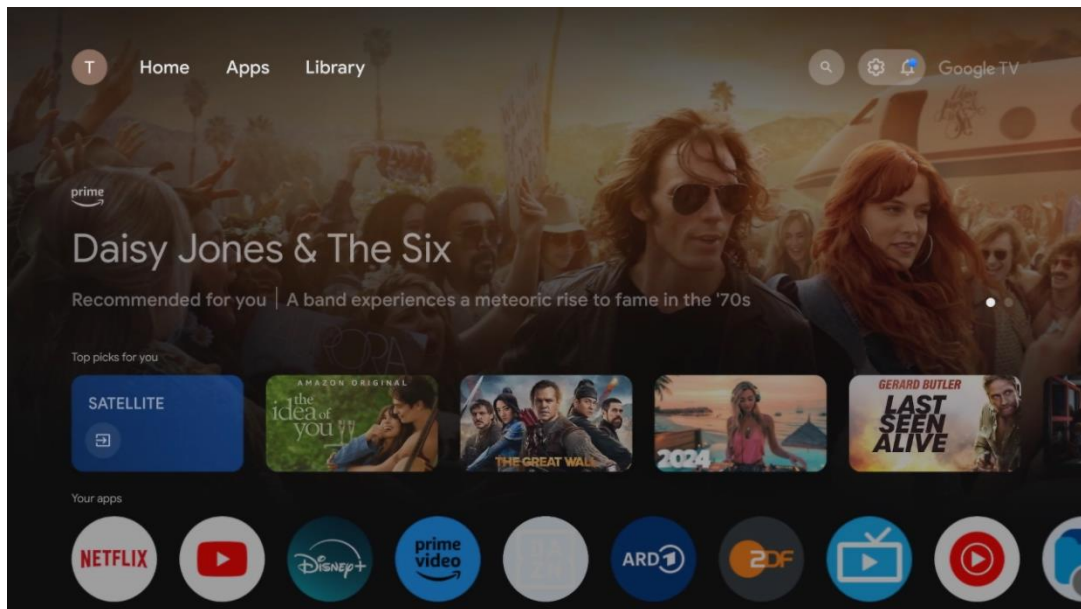 T
Home
Apps
Library
Google TV
prime
Daisy Jones & The Six
Recommended for you | A band experiences a meteoric rise to fame in the '70s
Top picks for you
SATELLITE
AMAZON ORIGINAL
the
idea of
you
THE GREAT WALL
2024
GERARD BUTLER
LAST
SEEN
ALIVE
Your apps
NETFLIX
Disney+
prime
video
ARD 1
ZDF